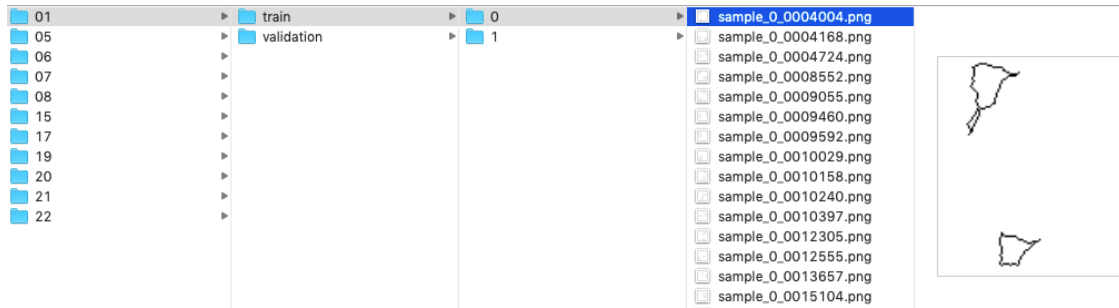 01
05
06
07
08
15
17
19
20
21
22
train
validation
0
1
sample_0_0004004.png
sample_0_0004168.png
sample_0_0004724.png
sample_0_0008552.png
sample_0_0009055.png
sample_0_0009460.png
sample_0_0009592.png
sample_0_0010029.png
sample_0_0010158.png
sample_0_0010240.png
sample_0_0010397.png
sample_0_0012305.png
sample_0_0012555.png
sample_0_0013657.png
sample_0_0015104.png